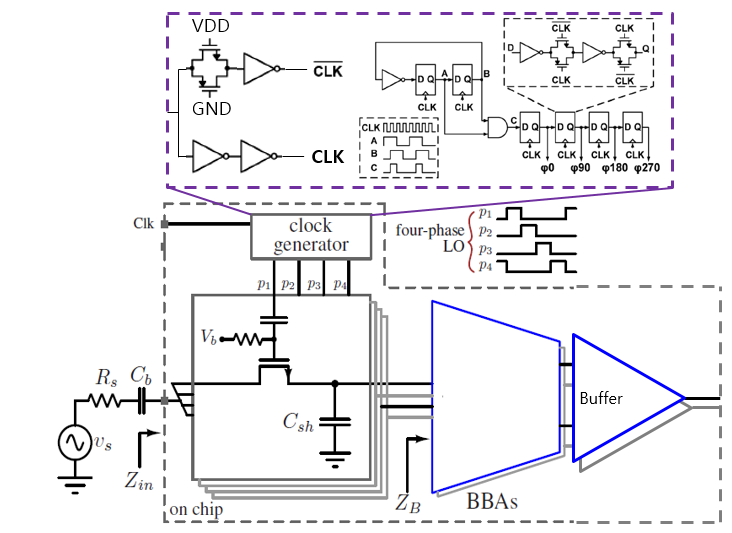 VDD
GND
CLK
CLK
D Q
D Q
A
B
CLK
CLK
CLK
CLK
D
Q
CLK
CLK
CLK
A
B
C
C
D Q
D Q
D Q
D Q
CLK
CLK
CLK
CLK
φ0
φ90
φ180
φ270
Clk
clock
generator
four-phase
LO
p1
p2
p3
p4
p1
p2
p3
p4
Vb
Rs
Cb
Csh
vs
Zin
ZB
BBAs
Buffer
on chip